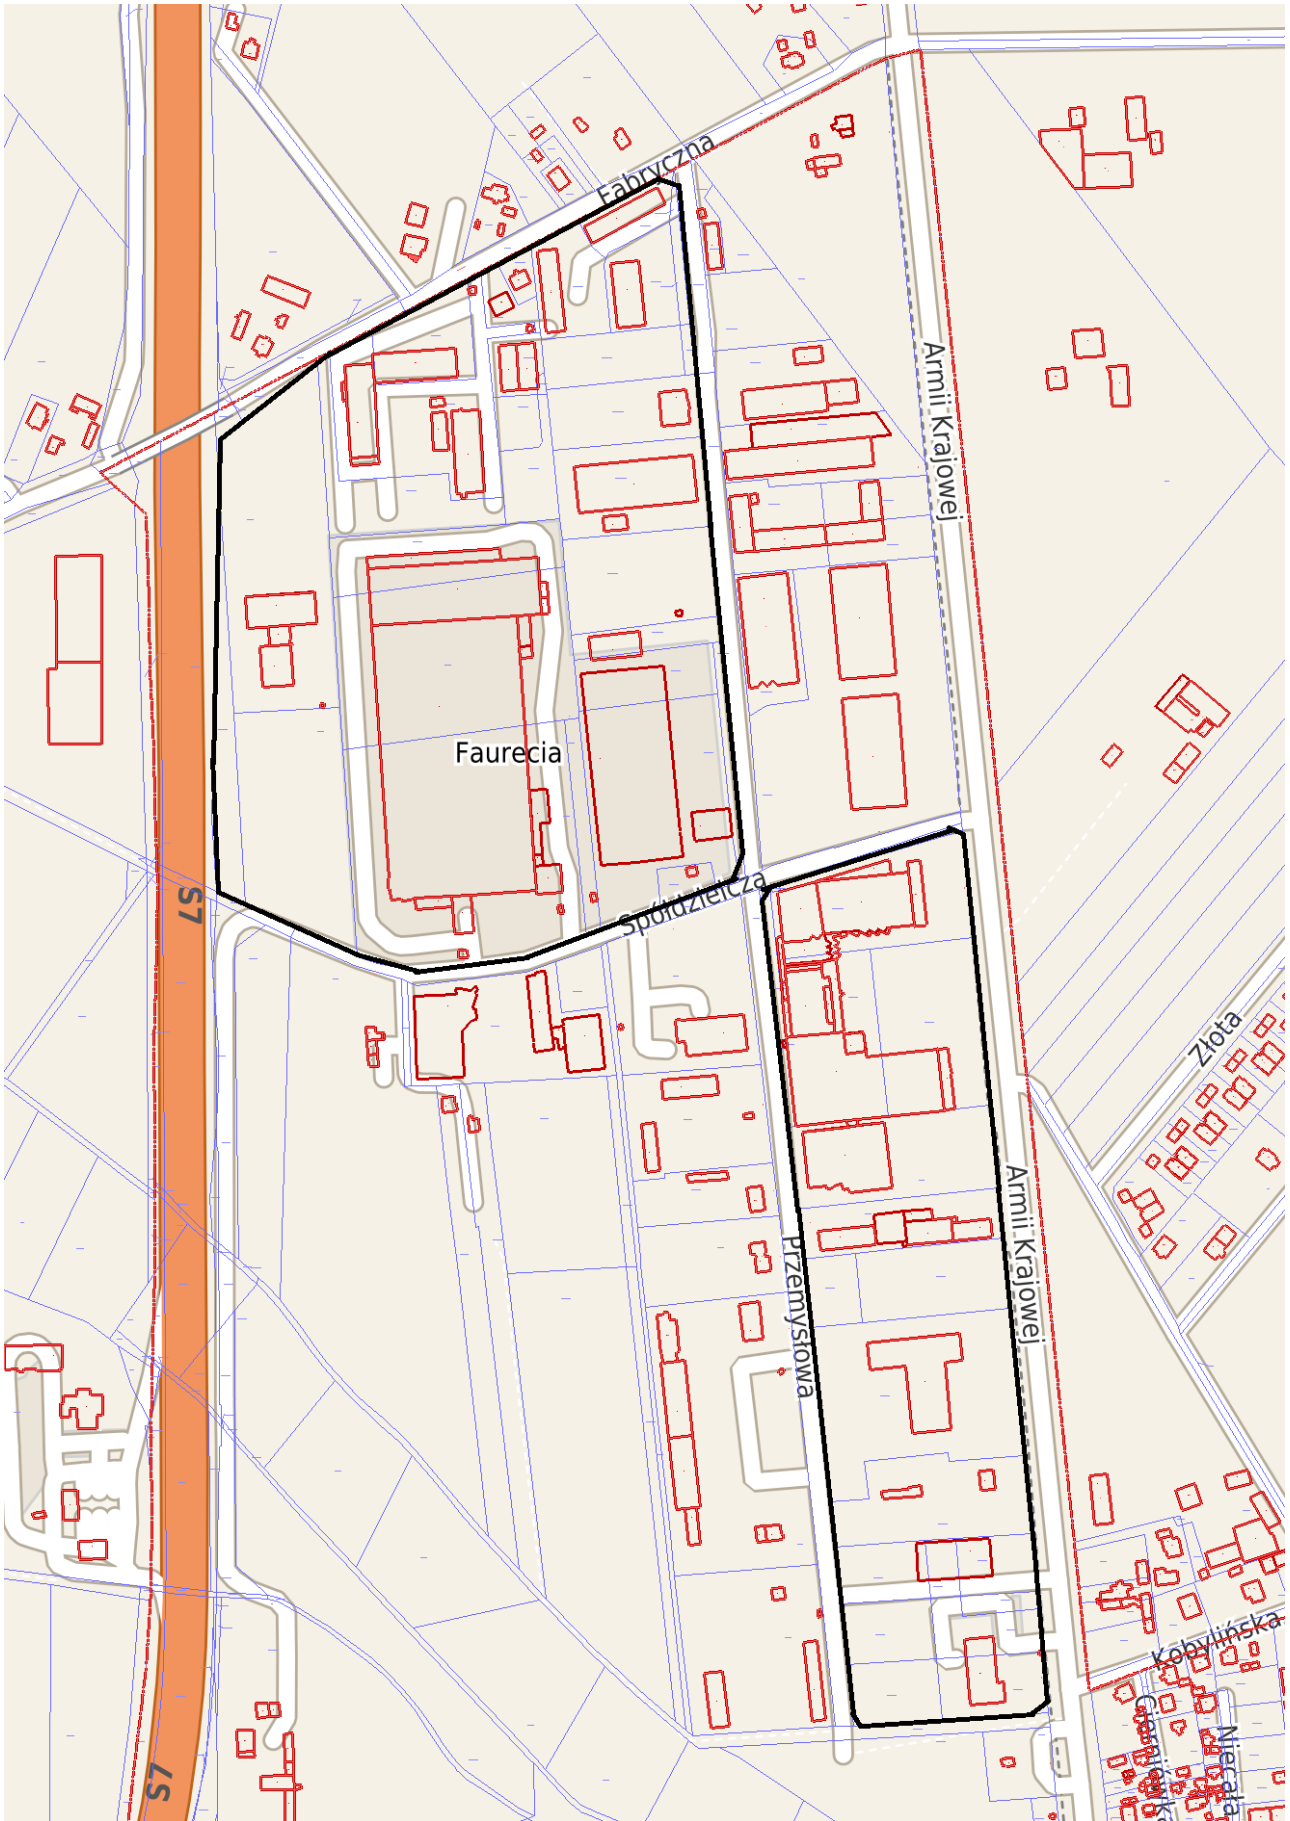 Fabryczna
Armii Krajowej
Faurecia
S7
Spółdzielcza
Złota
Armii Krajowej
Przemysłowa
Kobylińska
Niecała
S7